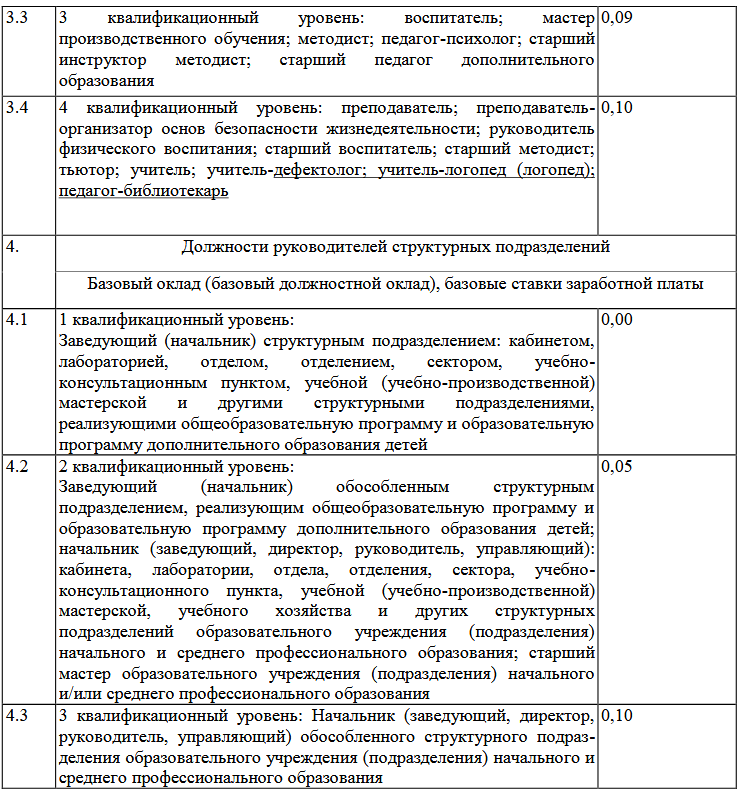 3.3 3 квалификационный уровень: воспитатель; мастер 0,09
производственного обучения; методист; педагог-психолог; старший
инструктор методист; старший педагог дополнительного
образования
3.4 4 квалификационный уровень: преподаватель; преподаватель- 0,10
организатор основ безопасности жизнедеятельности; руководитель
физического воспитания; старший воспитатель; старший методист;
тьютор; учитель; учитель-дефектолог; учитель-логопед (логопед);
педагог-библиотекарь
4. Должности руководителей структурных подразделений
Базовый оклад (базовый должностной оклад), базовые ставки заработной платы
4.1 1 квалификационный уровень: 0,00
Заведующий (начальник) структурным подразделением: кабинетом,
лабораторией, отделом, отделением, сектором, учебно-
консультационным пунктом, учебной (учебно-производственной)
мастерской и другими структурными подразделениями,
реализующими общеобразовательную программу и образовательную
программу дополнительного образования детей
4.2 2 квалификационный уровень: 0,05
Заведующий (начальник) обособленным структурным
подразделением, реализующим общеобразовательную программу и
образовательную программу дополнительного образования детей;
начальник (заведующий, директор, руководитель, управляющий):
кабинета, лаборатории, отдела, отделения, сектора, учебно-
консультационного пункта, учебной (учебно-производственной)
мастерской, учебного хозяйства и других структурных
подразделений образовательного учреждения (подразделения)
начального и среднего профессионального образования; старший
мастер образовательного учреждения (подразделения) начального
и/или среднего профессионального образования
4.3 3 квалификационный уровень: Начальник (заведующий, директор, 0,10
руководитель, управляющий) обособленного структурного подраз-
деления образовательного учреждения (подразделения) начального и
среднего профессионального образования